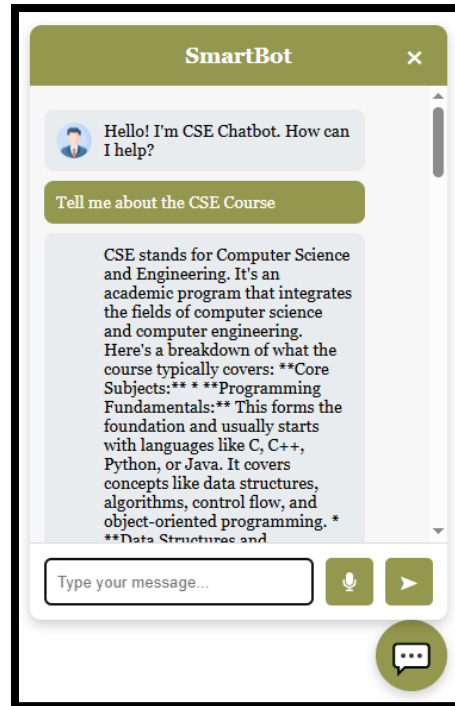 SmartBot
×
Hello! I'm CSE Chatbot. How can
I help?
Tell me about the CSE Course
CSE stands for Computer Science
and Engineering. It's an
academic program that integrates
the fields of computer science
and computer engineering.
Here's a breakdown of what the
course typically covers: **Core
Subjects:** * **Programming
Fundamentals:** This forms the
foundation and usually starts
with languages like C, C++,
Python, or Java. It covers
concepts like data structures,
algorithms, control flow, and
object-oriented programming. *
**Data Structures and
Type your message...